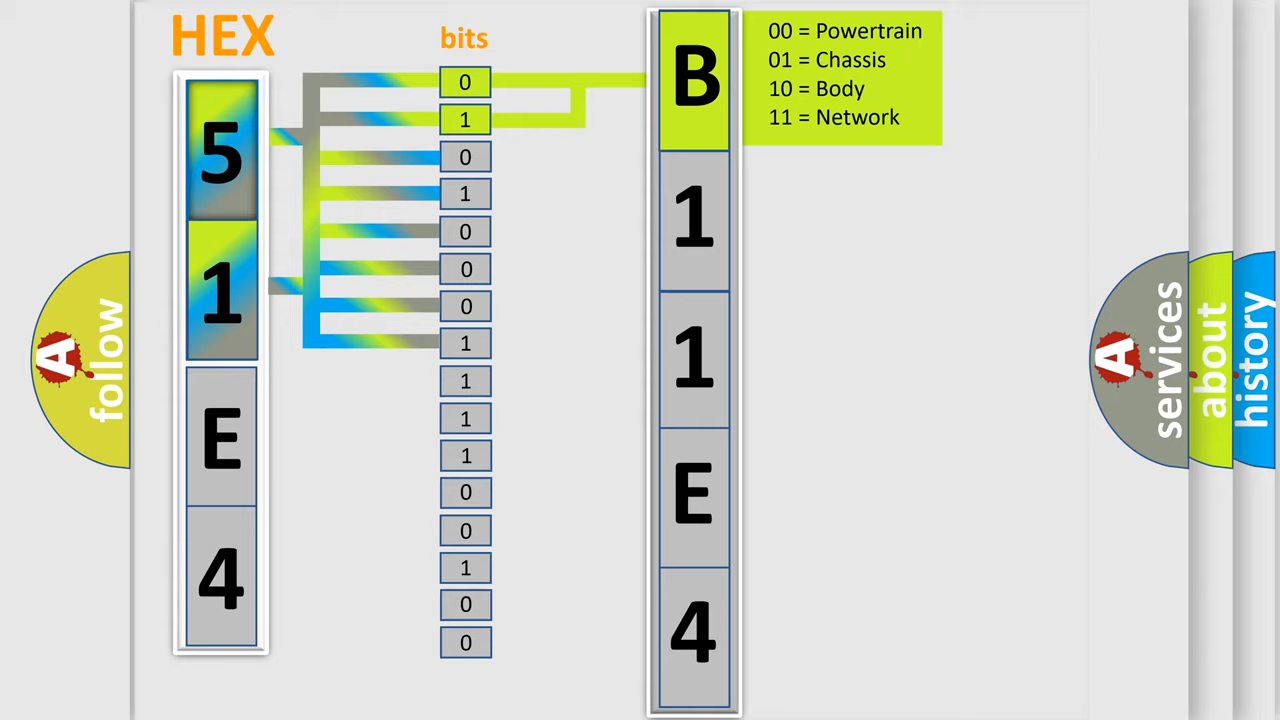 HEX
bits
5
1
E
4
0
1
0
1
0
0
0
1
1
1
1
0
0
1
0
0
B
1
1
E
4
00 = Powertrain
01 = Chassis
10 = Body
11 = Network
A
follow
A
services
about
history